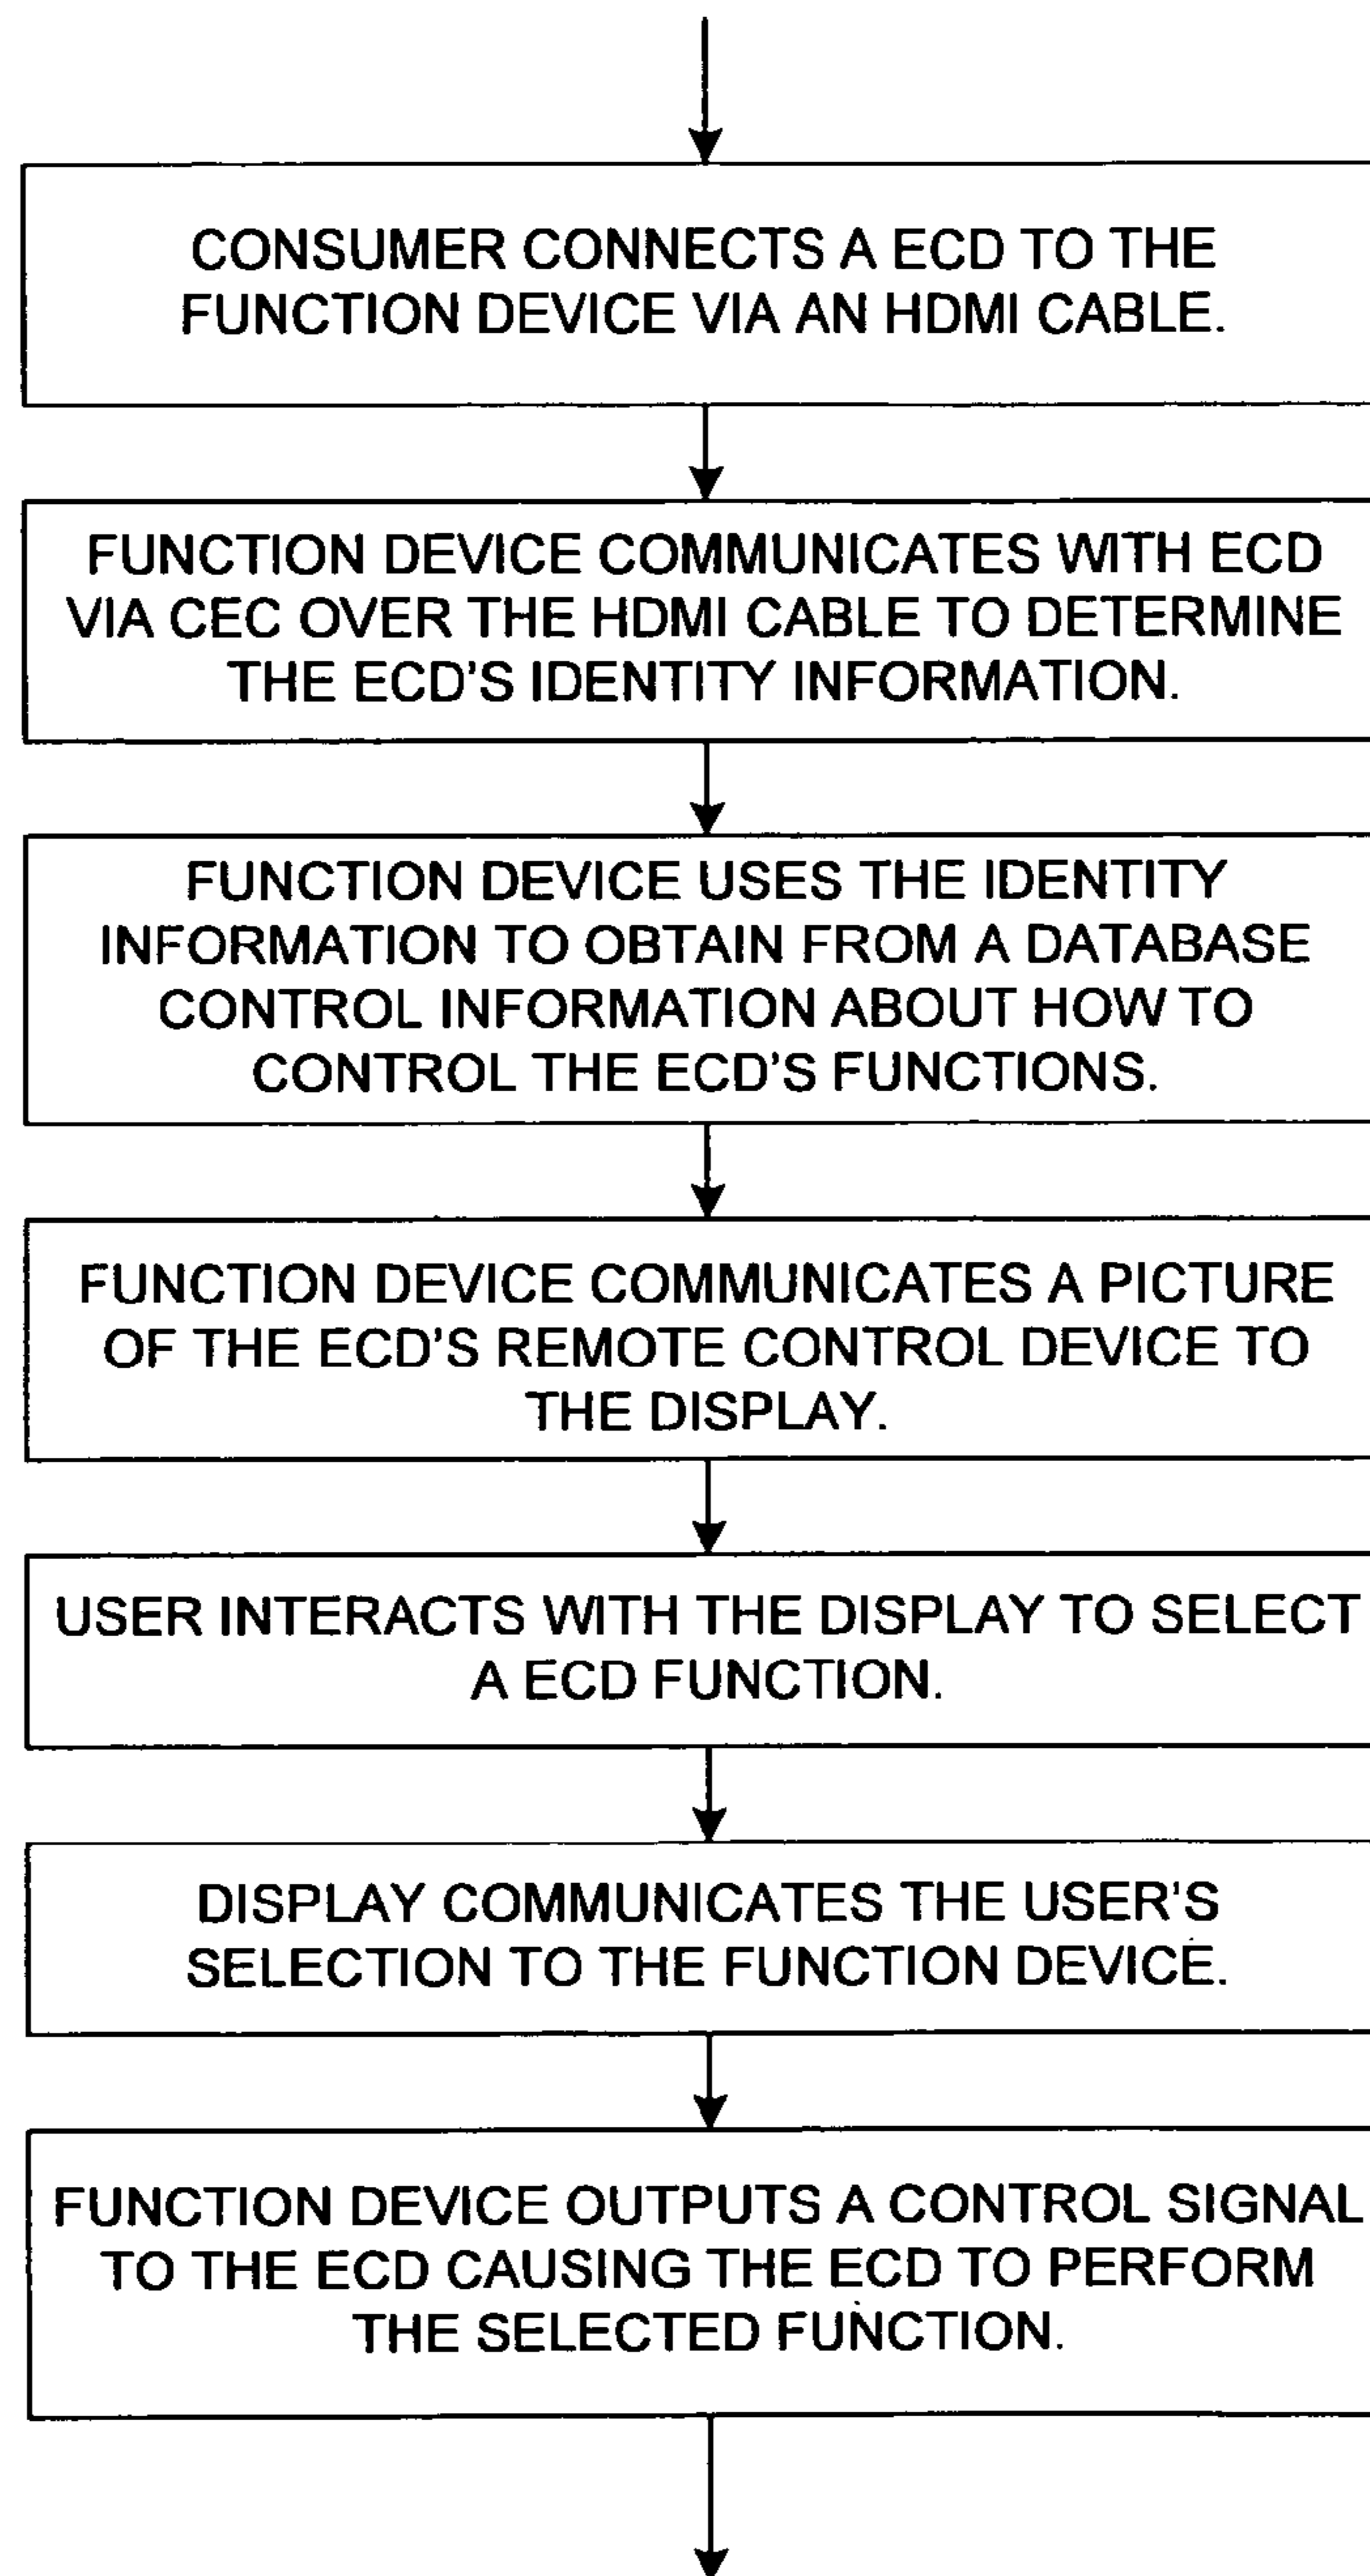 CONSUMER CONNECTS A ECD TO THE
FUNCTION DEVICE VIA AN HDMI CABLE.
FUNCTION DEVICE COMMUNICATES WITH ECD
VIA CEC OVER THE HDMI CABLE TO DETERMINE
THE ECD'S IDENTITY INFORMATION.
FUNCTION DEVICE USES THE IDENTITY
INFORMATION TO OBTAIN FROM A DATABASE
CONTROL INFORMATION ABOUT HOW TO
CONTROL THE ECD'S FUNCTIONS.
FUNCTION DEVICE COMMUNICATES A PICTURE
OF THE ECD'S REMOTE CONTROL DEVICE TO
THE DISPLAY.
USER INTERACTS WITH THE DISPLAY TO SELECT
A ECD FUNCTION.
DISPLAY COMMUNICATES THE USER'S
SELECTION TO THE FUNCTION DEVICE.
FUNCTION DEVICE OUTPUTS A CONTROL SIGNAL
TO THE ECD CAUSING THE ECD TO PERFORM
THE SELECTED FUNCTION.